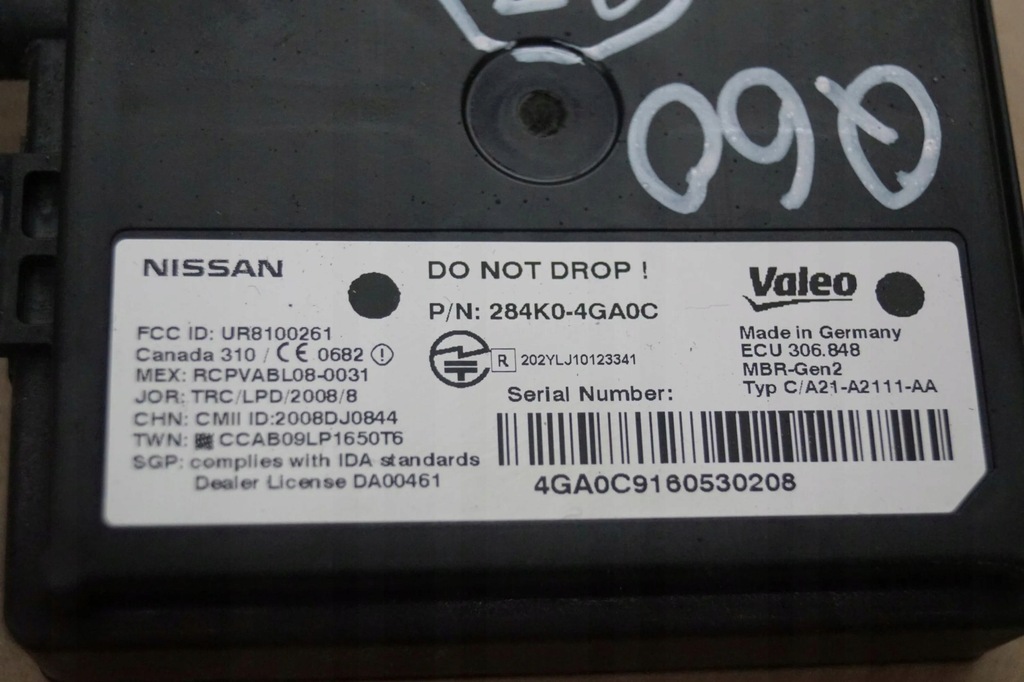 Q60
NISSAN
DO NOT DROP !
P/N: 284K0-4GA0C
Valeo
FCC ID: UR8100261
Canada 310 / CE 0682
MEX: RCPVABL08-0031
JOR: TRC/LPD/2008/8
CHN: CMII ID:2008DJ0844
TWN: CCAB09LP1650T6
SGP: complies with IDA standards
Dealer License DA00461
R 202YLJ10123341
Serial Number:
4GA0C9160530208
Made in Germany
ECU 306.848
MBR-Gen2
Typ C/A21-A2111-AA